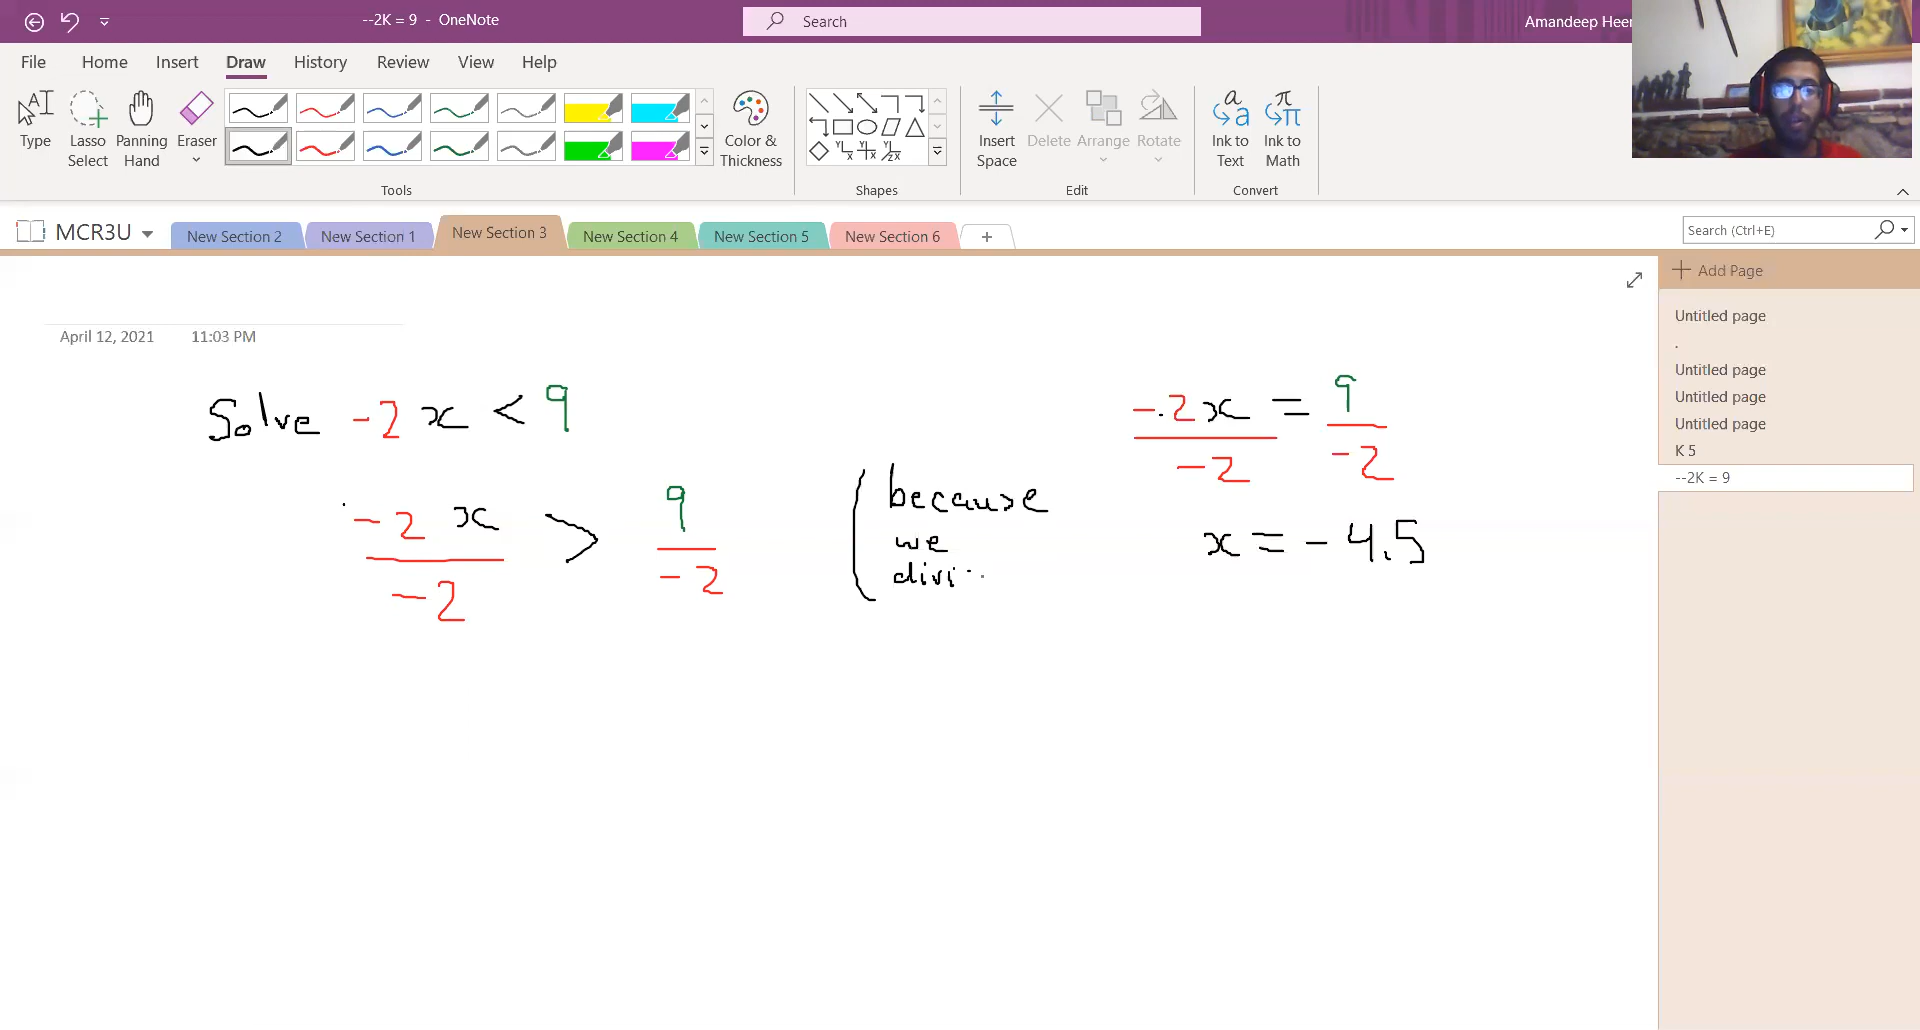 --2K = 9 - OneNote
Search
Amandeep Heer
File Home Insert Draw History Review View Help
Type
Lasso Select
Panning Hand
Eraser
Color & Thickness
Insert Space
Delete
Arrange
Rotate
Ink to Text
Ink to Math
Tools
Shapes
Edit
Convert
MCR3U
New Section 2
New Section 1
New Section 3
New Section 4
New Section 5
New Section 6
Search (Ctrl+E)
Add Page
Untitled page
.
Untitled page
Untitled page
Untitled page
K 5
--2K = 9
April 12, 2021 11:03 PM
Solve -2x < 9
-2x > 9
-2 -2
(because
we
divi
-2x = 9
-2 -2
x = -4.5